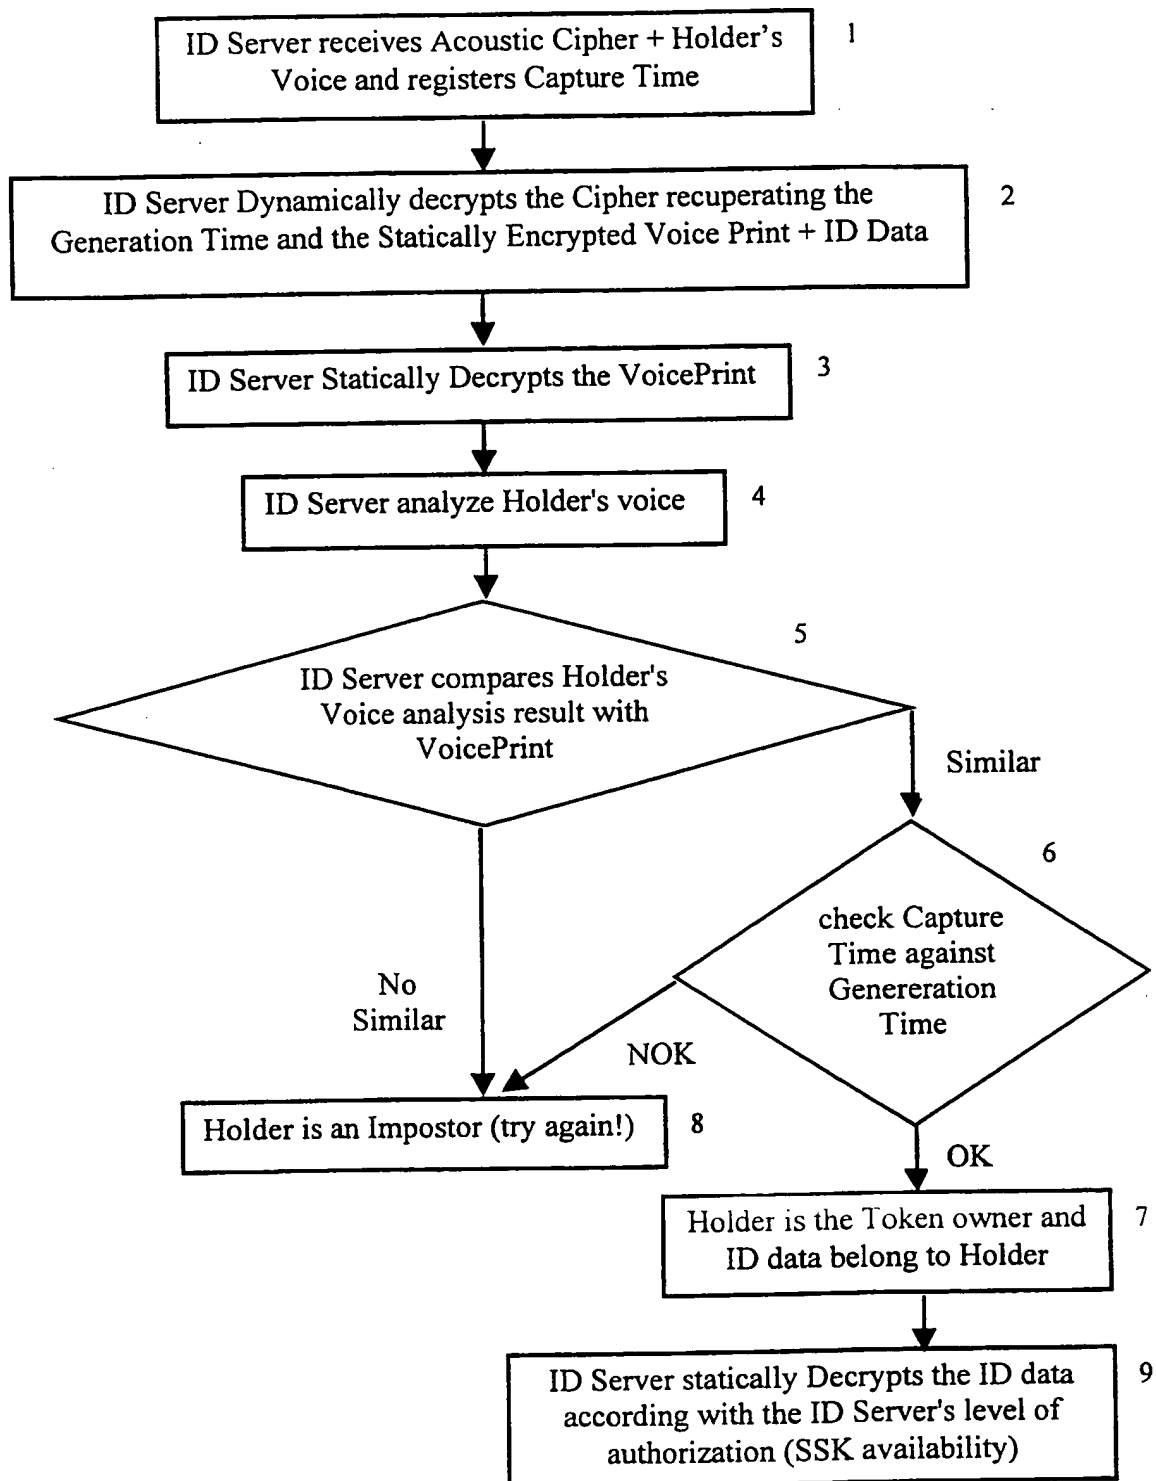 ID Server receives Acoustic Cipher + Holder's
Voice and registers Capture Time
1
ID Server Dynamically decrypts the Cipher recuperating the
Generation Time and the Statically Encrypted Voice Print + ID Data
2
ID Server Statically Decrypts the VoicePrint
3
ID Server analyze Holder's voice
4
5
ID Server compares Holder's
Voice analysis result with
VoicePrint
Similar
6
check Capture
Time against
Genereration
Time
No
Similar
NOK
Holder is an Impostor (try again!)
8
OK
Holder is the Token owner and
ID data belong to Holder
7
ID Server statically Decrypts the ID data
according with the ID Server's level of
authorization (SSK availability)
9